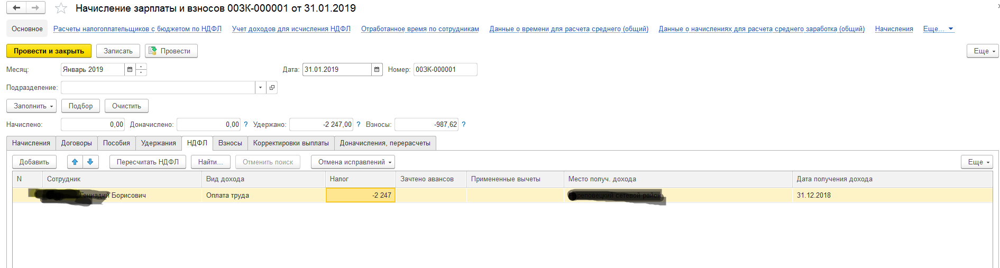 Начисление зарплаты и взносов 00ЗК-000001 от 31.01.2019
Основное Расчеты налогоплательщиков с бюджетом по НДФЛ Учет доходов для исчисления НДФЛ Отработанное время по сотрудникам Данные о времени для расчета среднего (общий) Данные о начислениях для расчета среднего заработка (общий) Начисления Еще...
Провести и закрыть Записать Провести Еще
Месяц: Январь 2019 Дата: 31.01.2019 Номер: 00ЗК-000001
Подразделение:
Заполнить Подбор Очистить
Начислено: 0,00 Доначислено: 0,00 ? Удержано: -2 247,00 ? Взносы: -987,62 ?
Начисления Договоры Пособия Удержания НДФЛ Взносы Корректировки выплаты Доначисления, перерасчеты
Добавить Пересчитать НДФЛ Найти... Отменить поиск Отмена исправлений Еще
N Сотрудник Вид дохода Налог Зачтено авансов Примененные вычеты Место получ. дохода Дата получения дохода
Геннадий Борисович Оплата труда -2 247 сетевой район 31.12.2018